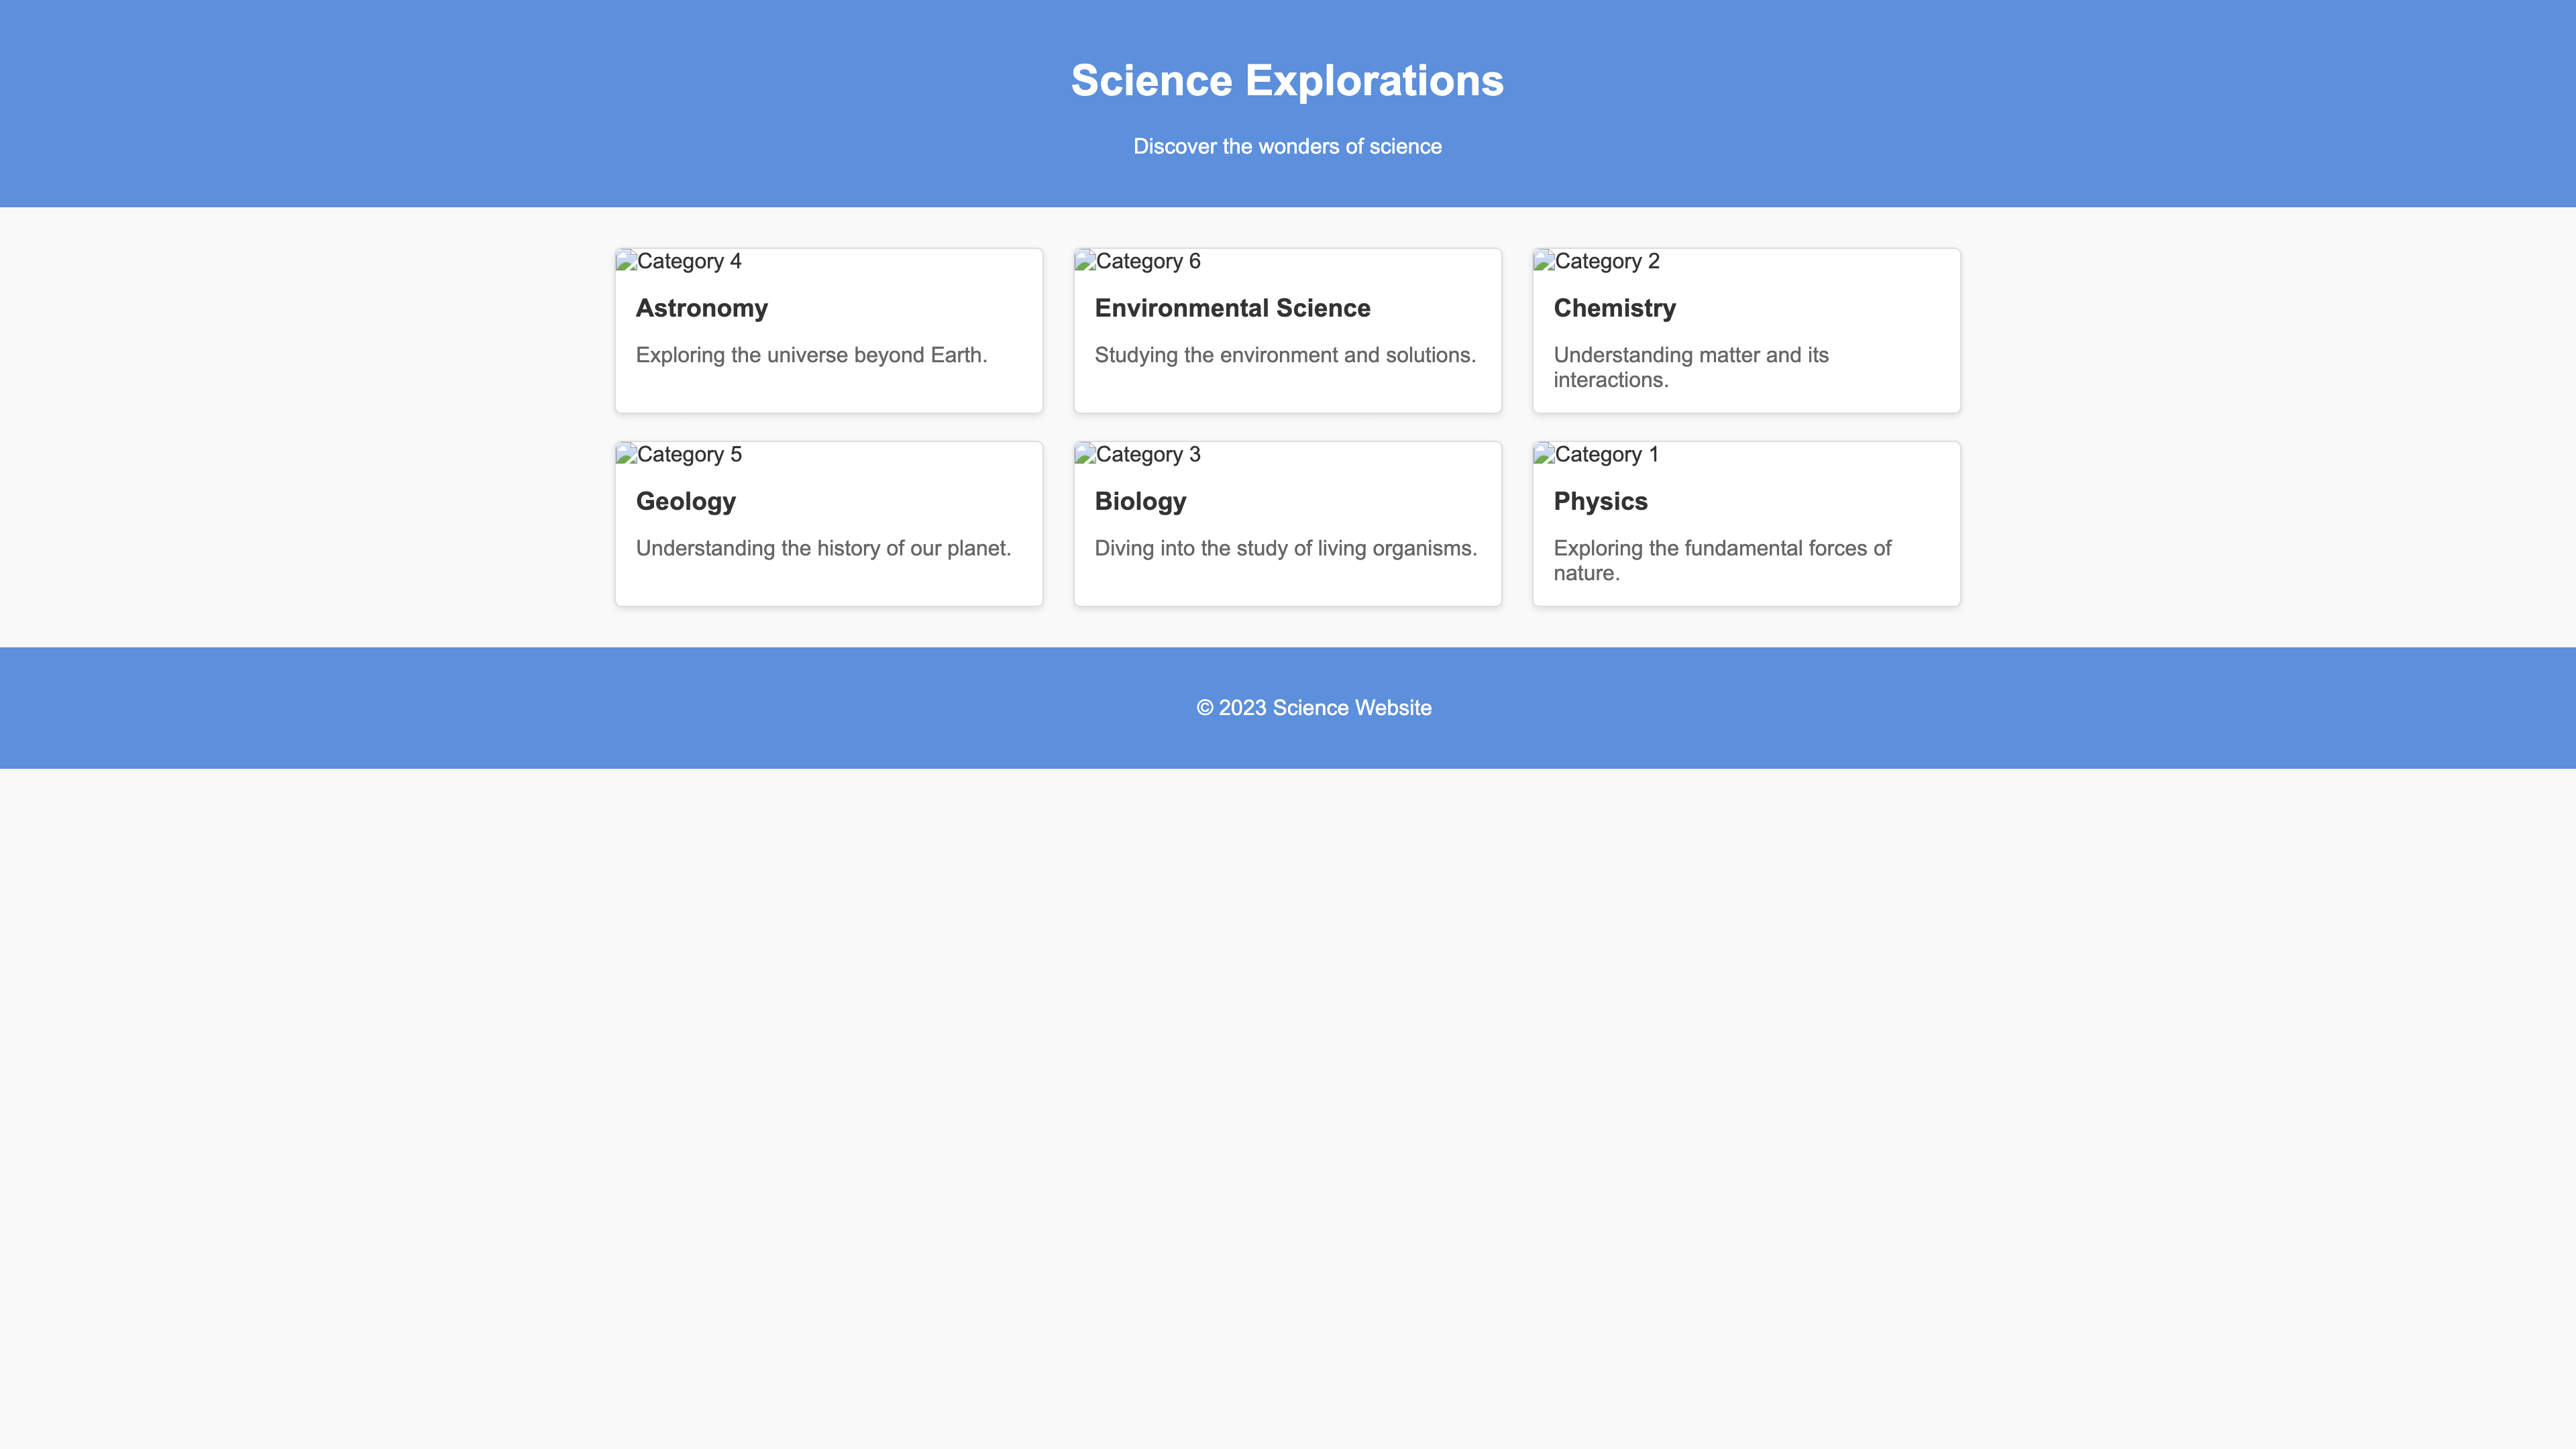 Science Explorations
Discover the wonders of science
Category 4
Astronomy
Exploring the universe beyond Earth.
Category 6
Environmental Science
Studying the environment and solutions.
Category 2
Chemistry
Understanding matter and its
interactions.
Category 5
Geology
Understanding the history of our planet.
Category 3
Biology
Diving into the study of living organisms.
Category 1
Physics
Exploring the fundamental forces of
nature.
© 2023 Science Website